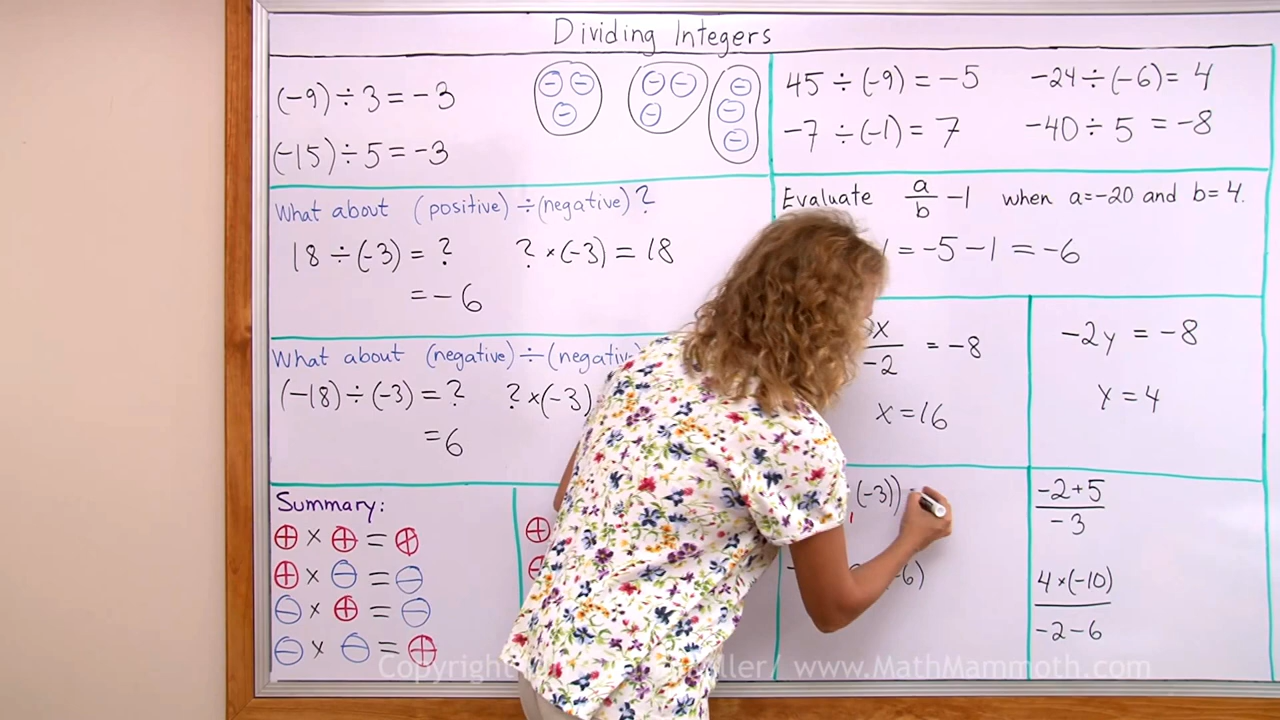 Dividing Integers
(-9) ÷ 3 = -3
(-15) ÷ 5 = -3
What about (positive) ÷ (negative)?
18 ÷ (-3) = ? ? × (-3) = 18
= -6
What about (negative) ÷ (negative)
(-18) ÷ (-3) = ? ? × (-3)
= 6
Summary:
⊕ × ⊕ = ⊕
⊕ × ⊖ = ⊖
⊖ × ⊕ = ⊖
⊖ × ⊖ = ⊕
45 ÷ (-9) = -5 -24 ÷ (-6) = 4
-7 ÷ (-1) = 7 -40 ÷ 5 = -8
Evaluate a/b -1 when a=-20 and b=4.
= -5 -1 = -6
x
-2 = -8
x = 16
-2y = -8
y = 4
(-3))
-6)
-2+5
-3
4×(-10)
-2-6
Copyright / www.MathMammoth.com